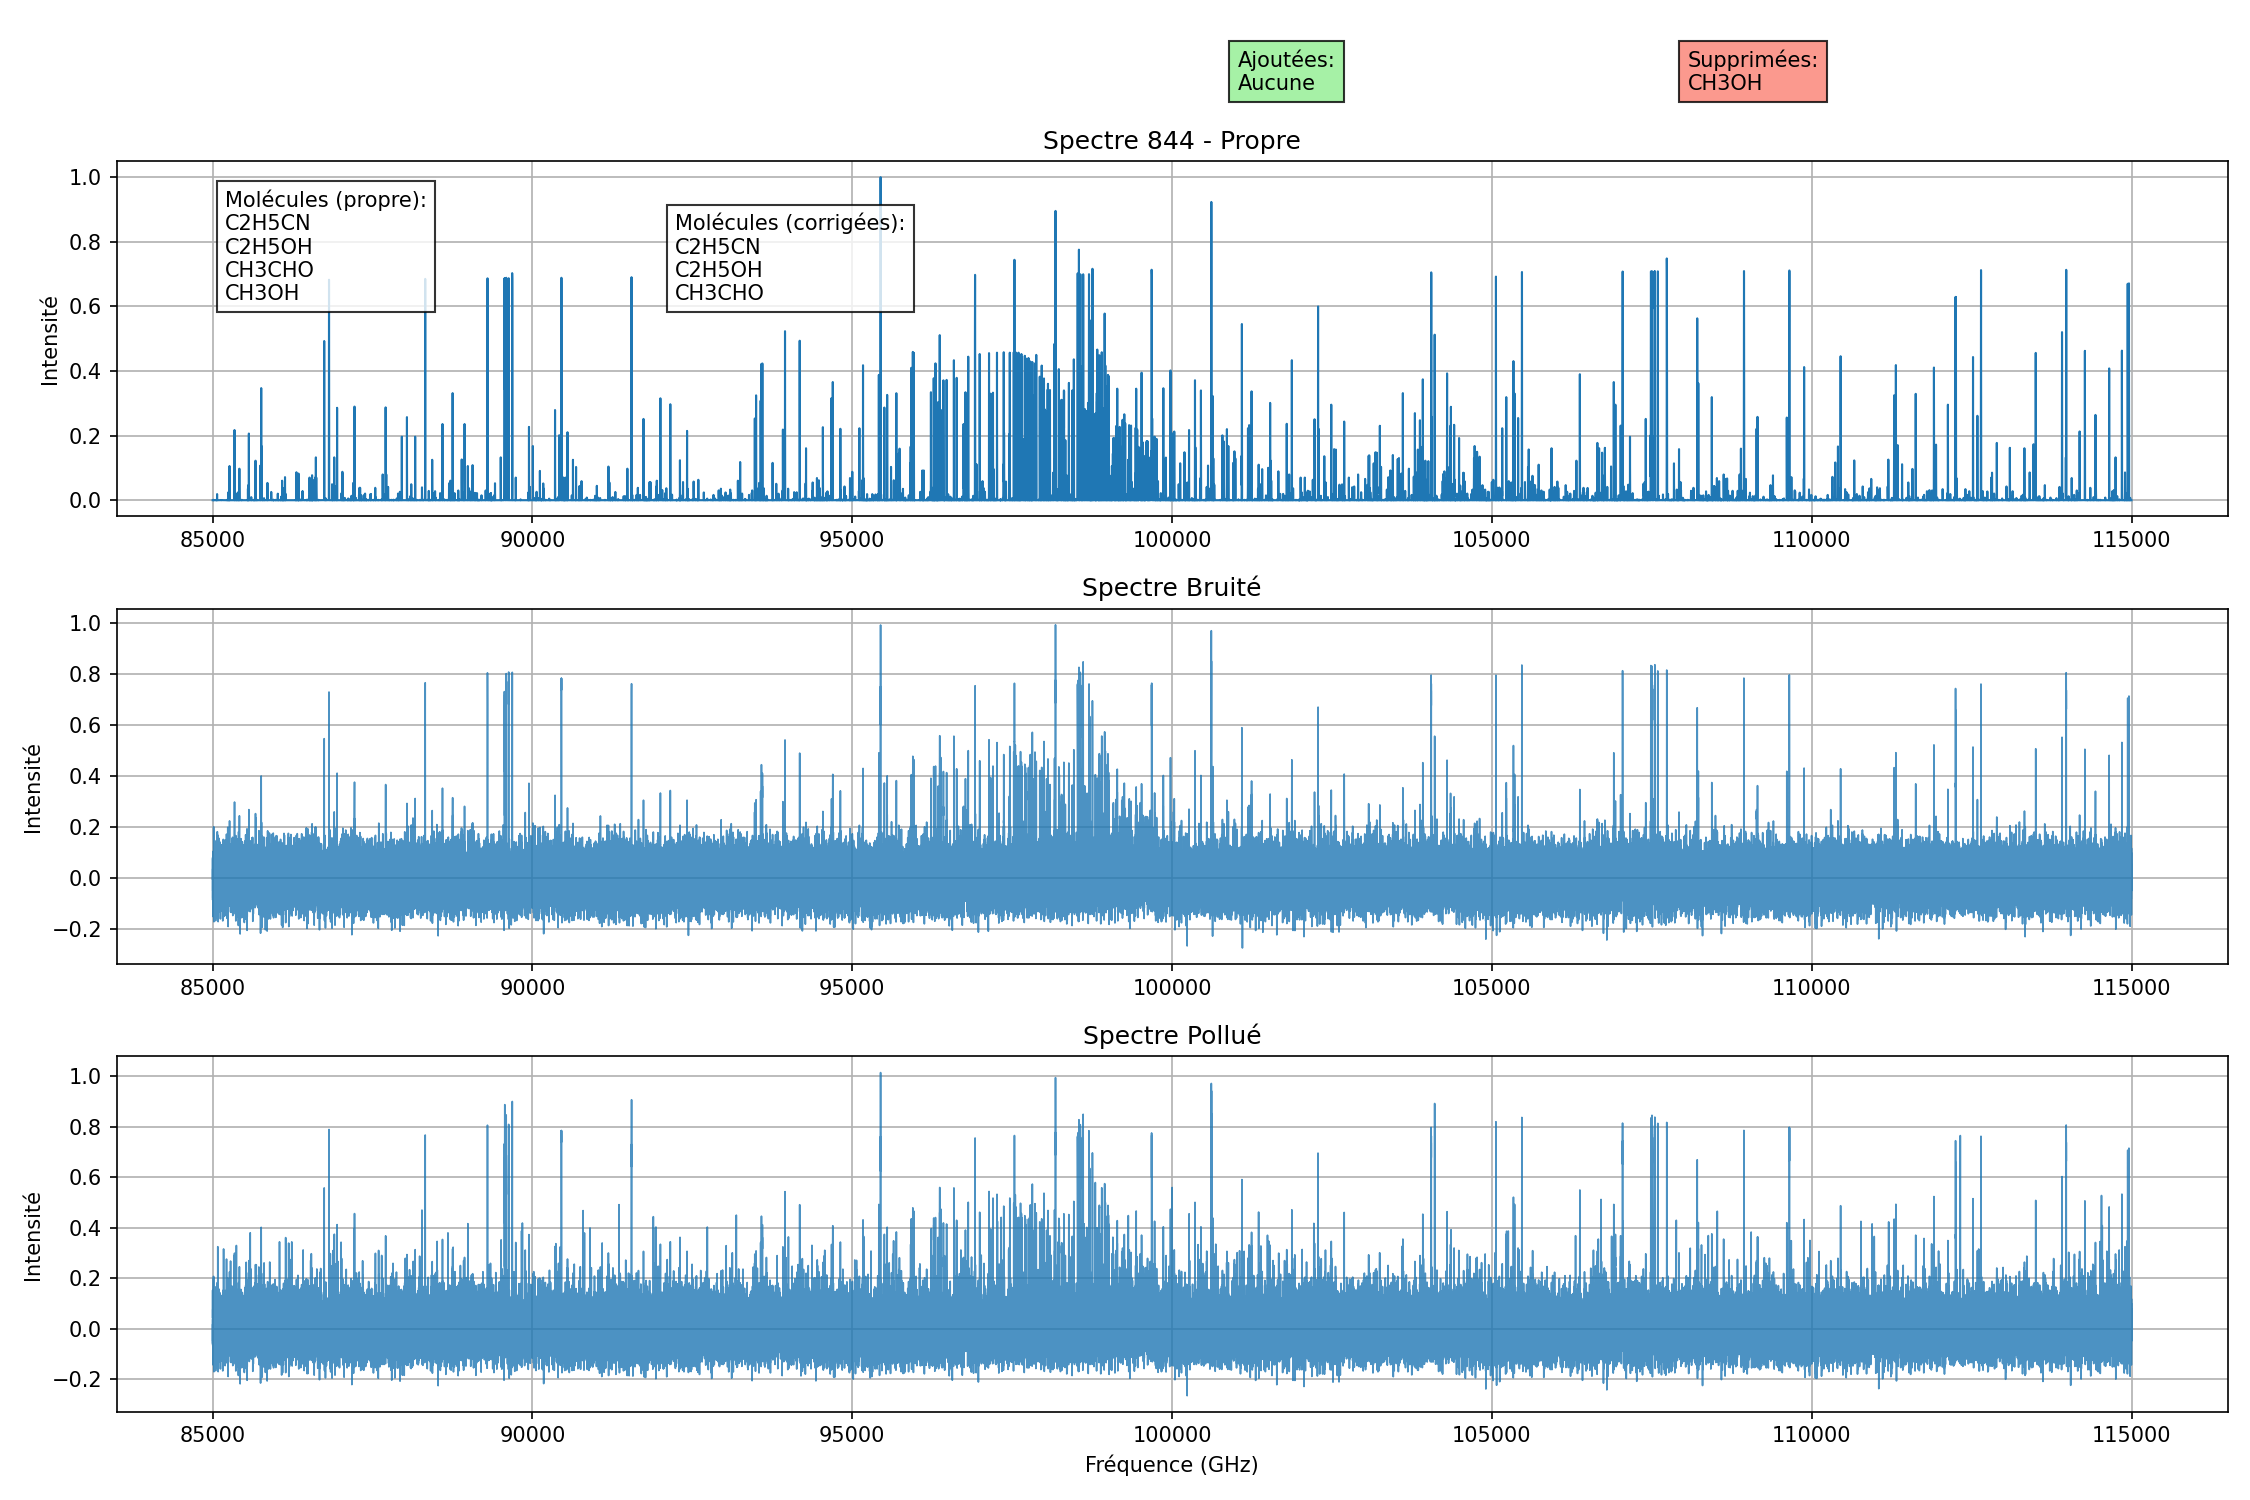 Ajoutées:
Aucune
Supprimées:
CH3OH
Spectre 844 - Propre
Molécules (propre):
C2H5CN
C2H5OH
CH3CHO
CH3OH
Molécules (corrigées):
C2H5CN
C2H5OH
CH3CHO
Intensité
1.0
0.8
0.6
0.4
0.2
0.0
85000 90000 95000 100000 105000 110000 115000
Spectre Bruité
Intensité
1.0
0.8
0.6
0.4
0.2
0.0
−0.2
85000 90000 95000 100000 105000 110000 115000
Spectre Pollué
Intensité
1.0
0.8
0.6
0.4
0.2
0.0
−0.2
85000 90000 95000 100000 105000 110000 115000
Fréquence (GHz)